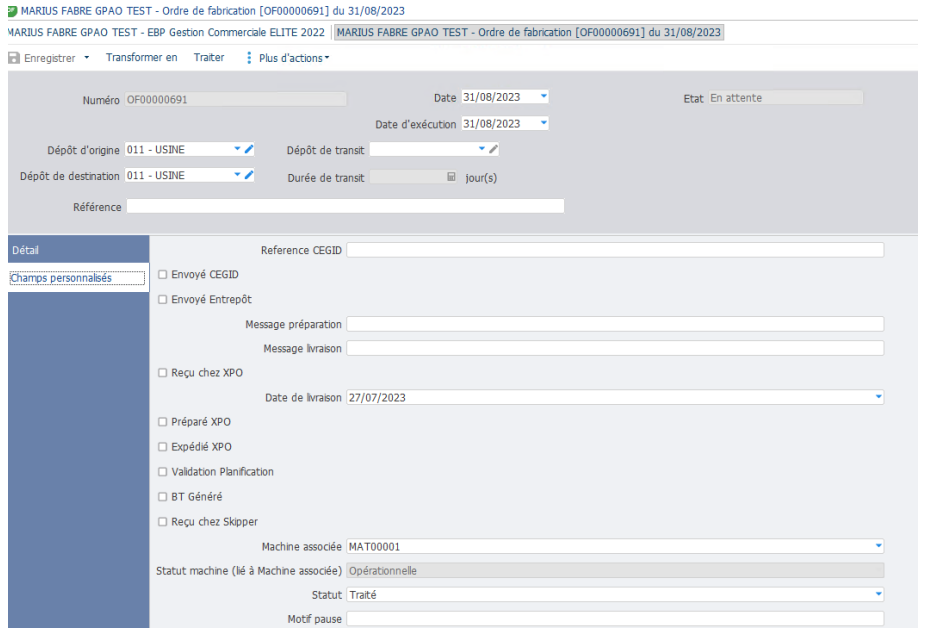 MARIUS FABRE GPAO TEST - Ordre de fabrication [OF00000691] du 31/08/2023
MARIUS FABRE GPAO TEST - EBP Gestion Commerciale ELITE 2022 MARIUS FABRE GPAO TEST - Ordre de fabrication [OF00000691] du 31/08/2023
Enregistrer Transformer en Traiter Plus d'actions
Numéro OF00000691 Date 31/08/2023 Etat En attente
Date d'exécution 31/08/2023
Dépôt d'origine 011 - USINE Dépôt de transit
Dépôt de destination 011 - USINE Durée de transit jour(s)
Référence
Détail Reference CEGID
Champs personnalisés Envoyé CEGID
Envoyé Entrepôt
Message préparation
Message livraison
Reçu chez XPO
Date de livraison 27/07/2023
Préparé XPO
Expédié XPO
Validation Planification
BT Généré
Reçu chez Skipper
Machine associée MAT00001
Statut machine (lié à Machine associée) Opérationnelle
Statut Traité
Motif pause